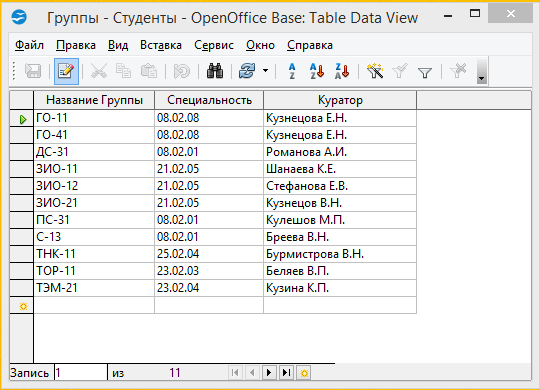 Группы - Студенты - OpenOffice Base: Table Data View
Файл Правка Вид Вставка Сервис Окно Справка
Название Группы Специальность Куратор
ГО-11 08.02.08 Кузнецова Е.Н.
ГО-41 08.02.08 Кузнецова Е.Н.
ДС-31 08.02.01 Романова А.И.
ЗИО-11 21.02.05 Шанаева К.Е.
ЗИО-12 21.02.05 Стефанова Е.В.
ЗИО-21 21.02.05 Кузнецов В.Н.
ПС-31 08.02.01 Кулешов М.П.
С-13 08.02.01 Бреева В.Н.
ТНК-11 25.02.04 Бурмистрова В.Н.
ТОР-11 23.02.03 Беляев В.П.
ТЭМ-21 23.02.04 Кузина К.П.
Запись 1 из 11